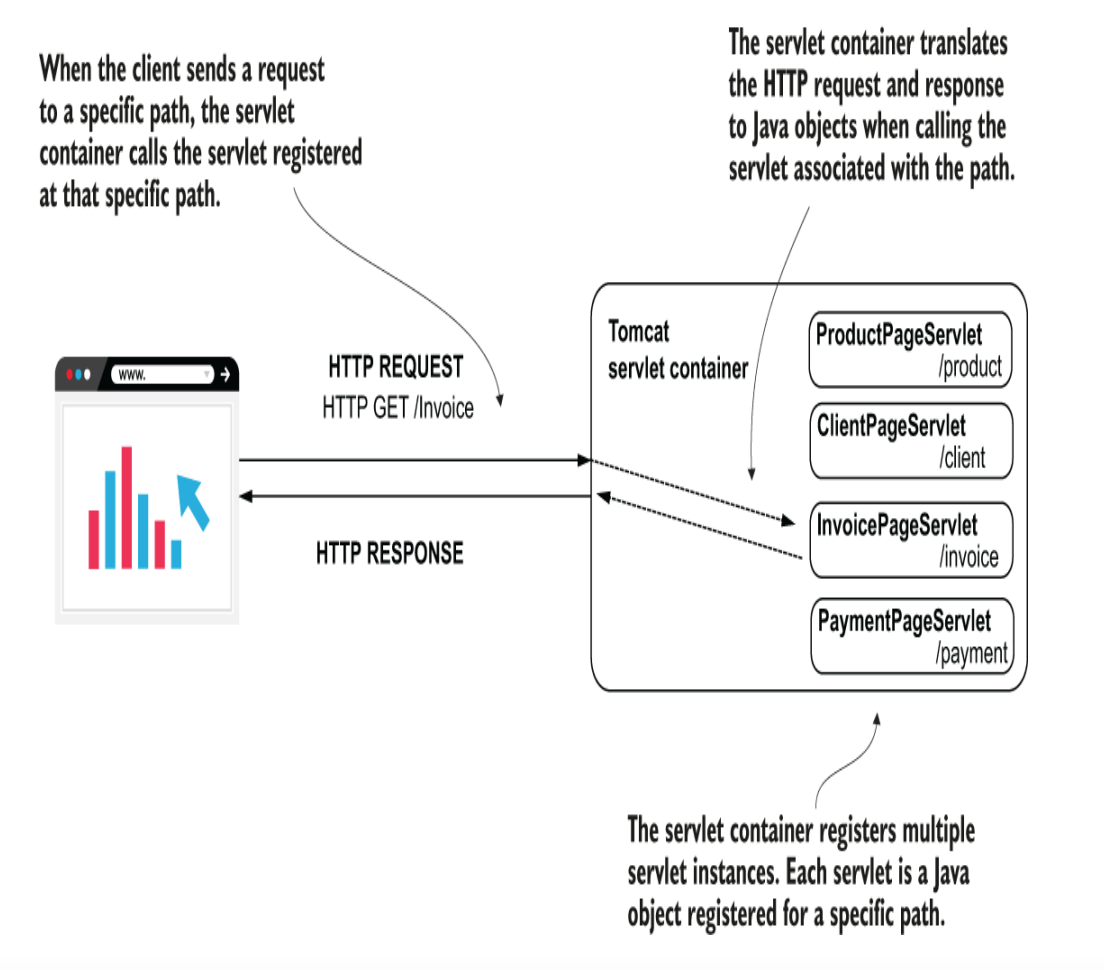 When the client sends a request
to a specific path, the servlet
container calls the servlet registered
at that specific path.
The servlet container translates
the HTTP request and response
to Java objects when calling the
servlet associated with the path.
www.
HTTP REQUEST
HTTP GET /Invoice
HTTP RESPONSE
Tomcat
servlet container
ProductPageServlet
/product
ClientPageServlet
/client
InvoicePageServlet
/invoice
PaymentPageServlet
/payment
The servlet container registers multiple
servlet instances. Each servlet is a Java
object registered for a specific path.